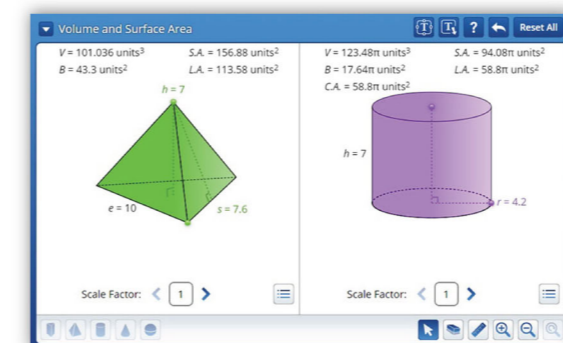 Volume and Surface Area
? Reset All
V = 101.036 units³ S.A. = 156.88 units²
B = 43.3 units² L.A. = 113.58 units²
h = 7
e = 10
s = 7.6
Scale Factor: < 1 >
V = 123.48π units³ S.A. = 94.08π units²
B = 17.64π units² L.A. = 58.8π units²
C.A. = 58.8π units²
h = 7
r = 4.2
Scale Factor: < 1 >